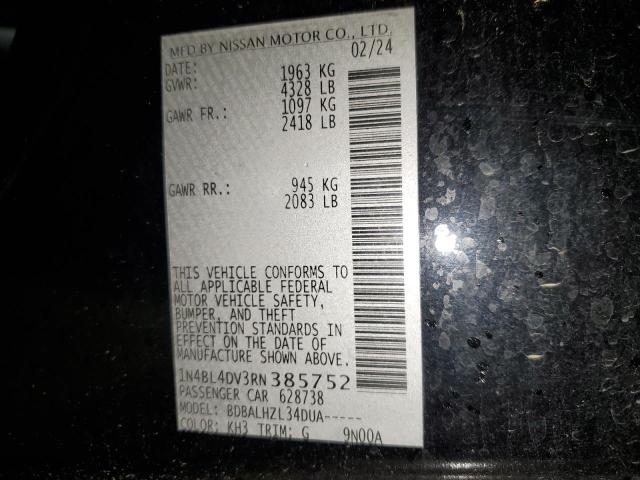 MFD BY NISSAN MOTOR CO., LTD.
DATE: 02/24
GVWR: 1963 KG
4328 LB
GAWR FR.: 1097 KG
2418 LB
GAWR RR.: 945 KG
2083 LB
THIS VEHICLE CONFORMS TO
ALL APPLICABLE FEDERAL
MOTOR VEHICLE SAFETY,
BUMPER, AND THEFT
PREVENTION STANDARDS IN
EFFECT ON THE DATE OF
MANUFACTURE SHOWN ABOVE.
1N4BL4DV3RN385752
PASSENGER CAR 628738
MODEL: BDBALHZL34DUA-----
COLOR: KH3 TRIM: G 9N00A